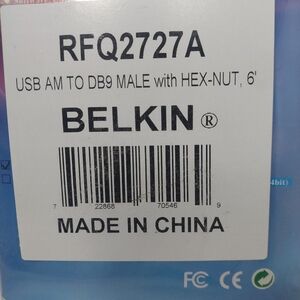 RFQ2727A
USB AM TO DB9 MALE with HEX-NUT, 6'
BELKIN ®
7 22868 70546 9
MADE IN CHINA
4bit)
FC CE